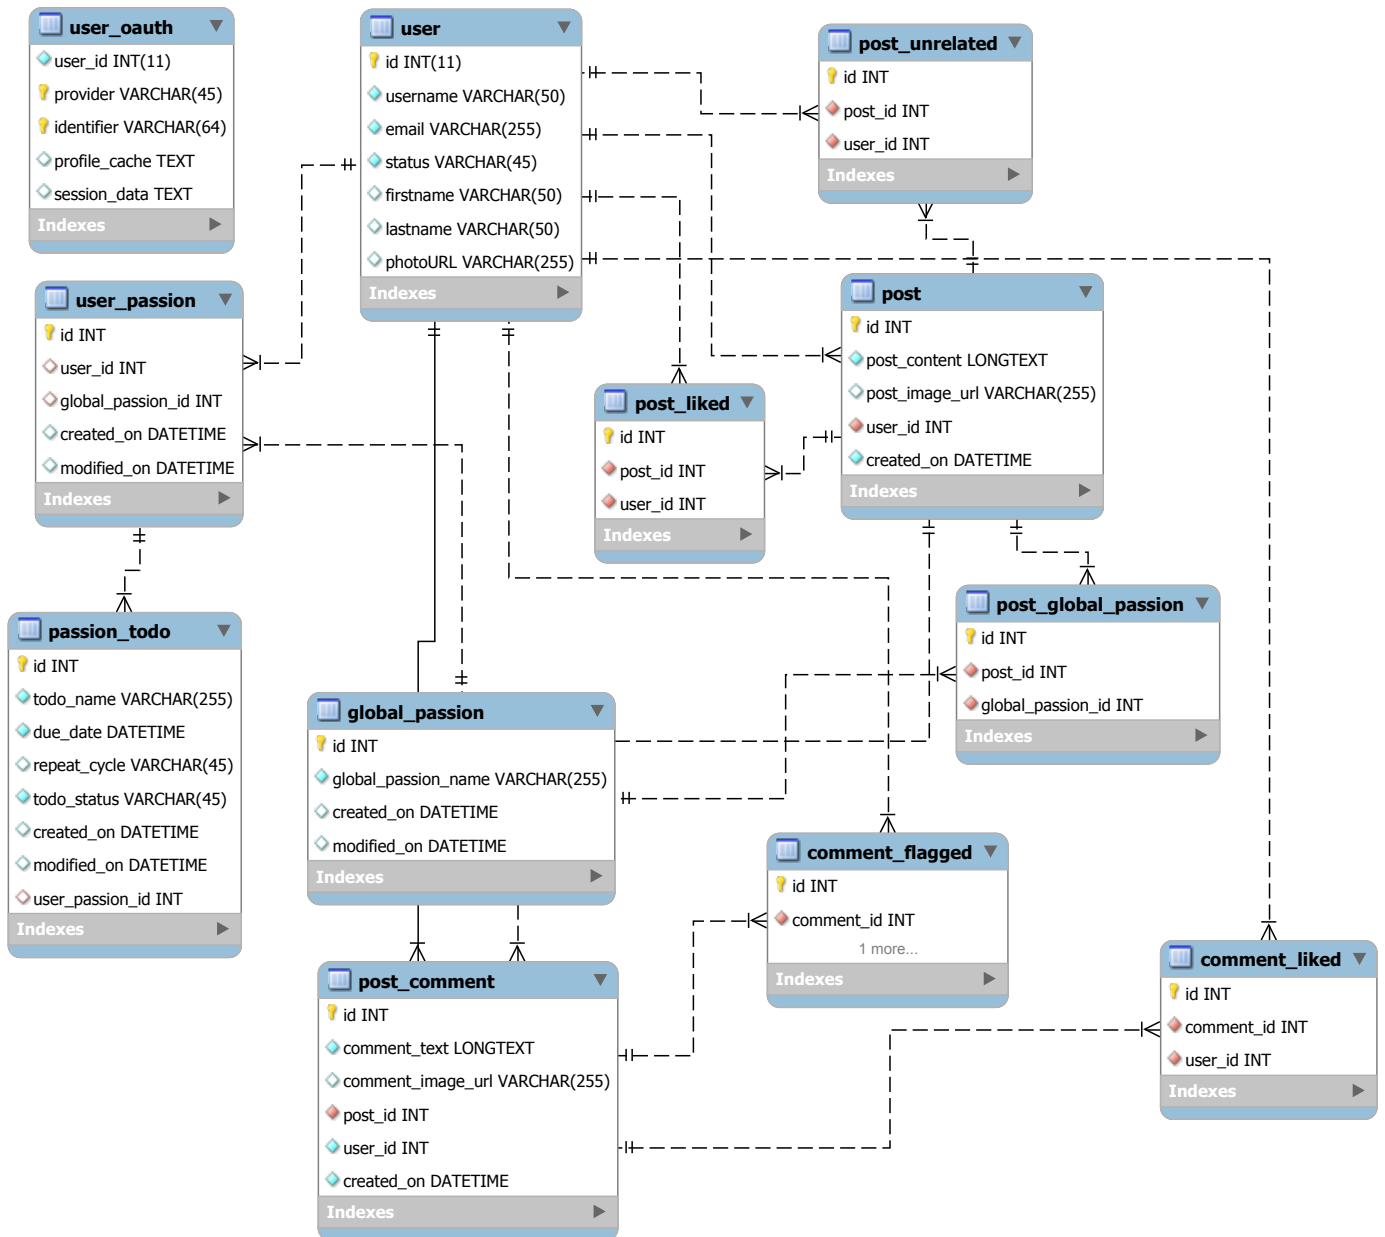 user_oauth
user_id INT(11)
provider VARCHAR(45)
identifier VARCHAR(64)
profile_cache TEXT
session_data TEXT
Indexes
user
id INT(11)
username VARCHAR(50)
email VARCHAR(255)
status VARCHAR(45)
firstname VARCHAR(50)
lastname VARCHAR(50)
photoURL VARCHAR(255)
Indexes
post_unrelated
id INT
post_id INT
user_id INT
Indexes
user_passion
id INT
user_id INT
global_passion_id INT
created_on DATETIME
modified_on DATETIME
Indexes
post
id INT
post_content LONGTEXT
post_image_url VARCHAR(255)
user_id INT
created_on DATETIME
Indexes
post_liked
id INT
post_id INT
user_id INT
Indexes
passion_todo
id INT
todo_name VARCHAR(255)
due_date DATETIME
repeat_cycle VARCHAR(45)
todo_status VARCHAR(45)
created_on DATETIME
modified_on DATETIME
user_passion_id INT
Indexes
post_global_passion
id INT
post_id INT
global_passion_id INT
Indexes
global_passion
id INT
global_passion_name VARCHAR(255)
created_on DATETIME
modified_on DATETIME
Indexes
comment_flagged
id INT
comment_id INT
1 more...
Indexes
post_comment
id INT
comment_text LONGTEXT
comment_image_url VARCHAR(255)
post_id INT
user_id INT
created_on DATETIME
Indexes
comment_liked
id INT
comment_id INT
user_id INT
Indexes